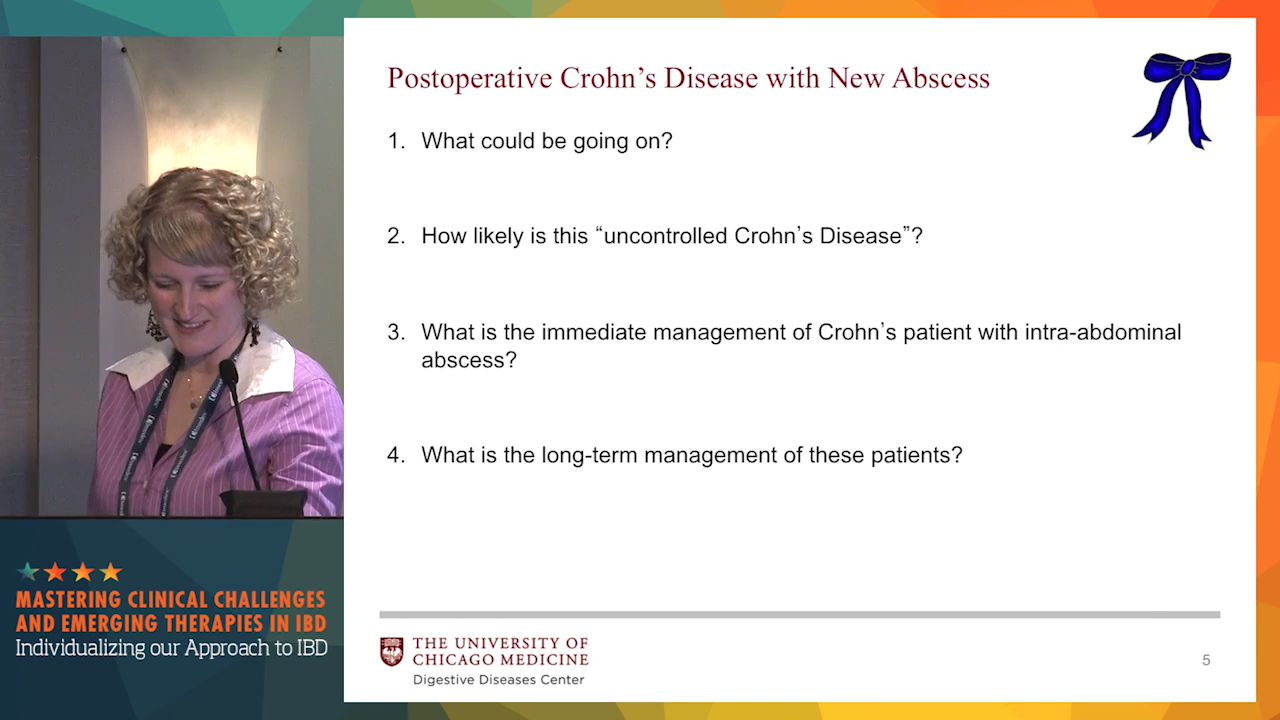 Postoperative Crohn’s Disease with New Abscess
1. What could be going on?
2. How likely is this “uncontrolled Crohn’s Disease”?
3. What is the immediate management of Crohn’s patient with intra-abdominal
abscess?
4. What is the long-term management of these patients?
MASTERING CLINICAL CHALLENGES
AND EMERGING THERAPIES IN IBD
Individualizing our Approach to IBD
THE UNIVERSITY OF
CHICAGO MEDICINE
Digestive Diseases Center
5